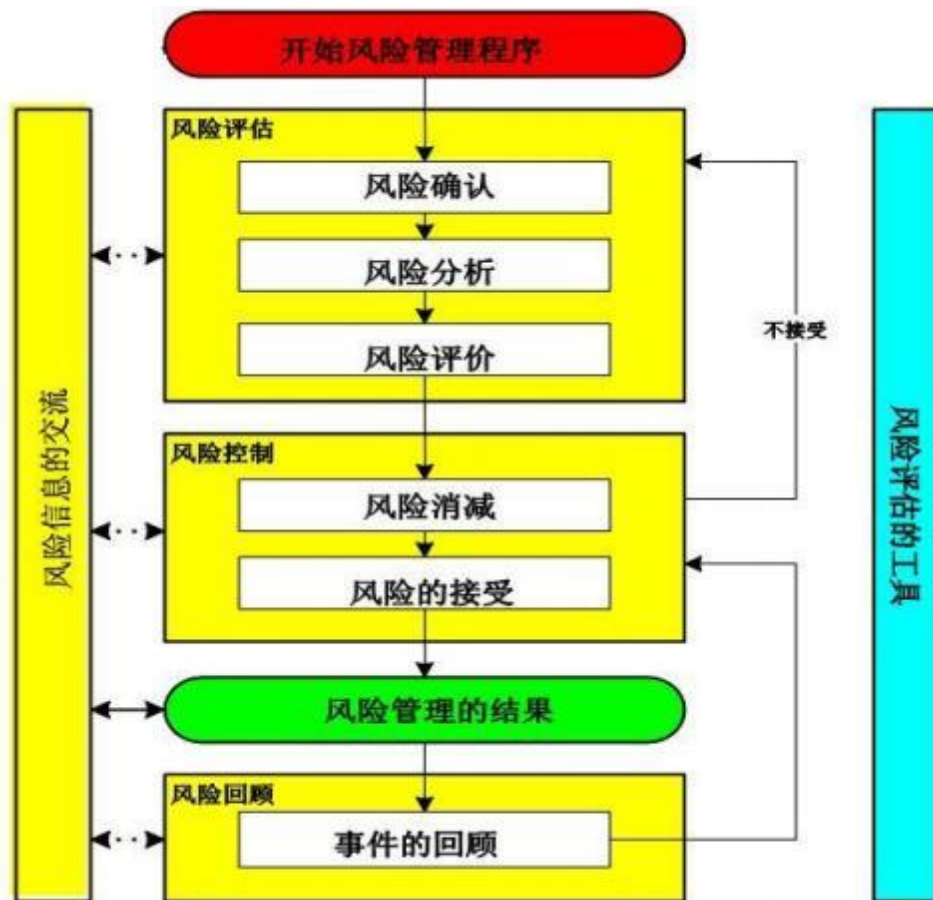 开始风险管理程序
风险评估
风险确认
风险分析
风险评价
不接受
风险控制
风险消减
风险的接受
风险管理的结果
风险回顾
事件的回顾
风险信息的交流
风险评估的工具